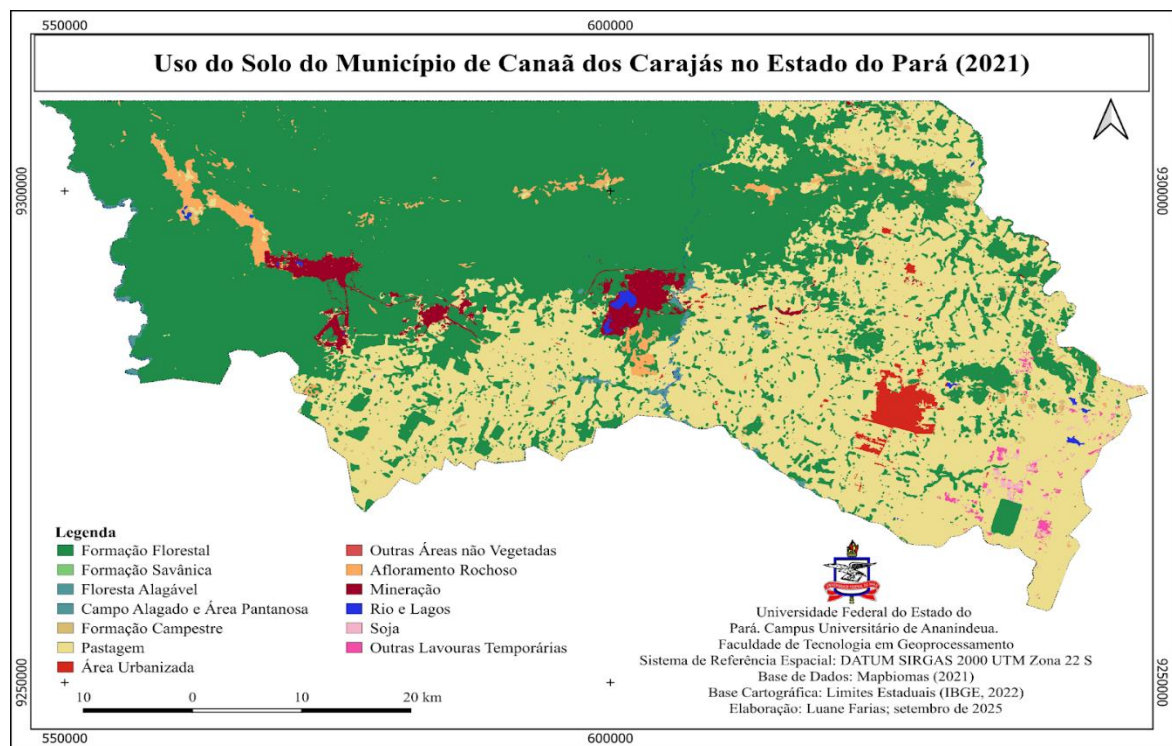 550000
600000
Uso do Solo do Município de Canaã dos Carajás no Estado do Pará (2021)
9300000
9300000
Legenda
Formação Florestal
Formação Savânica
Floresta Alagável
Campo Alagado e Área Pantanosa
Formação Campestre
Pastagem
Área Urbanizada
Outras Áreas não Vegetadas
Afloramento Rochoso
Mineração
Rio e Lagos
Soja
Outras Lavouras Temporárias
10
0
10
20 km
Universidade Federal do Estado do
Pará. Campus Universitário de Ananindeua.
Faculdade de Tecnologia em Geoprocessamento
Sistema de Referência Espacial: DATUM SIRGAS 2000 UTM Zona 22 S
Base de Dados: Mapbiomas (2021)
Base Cartográfica: Limites Estaduais (IBGE, 2022)
Elaboração: Luane Farias; setembro de 2025
9250000
9250000
550000
600000